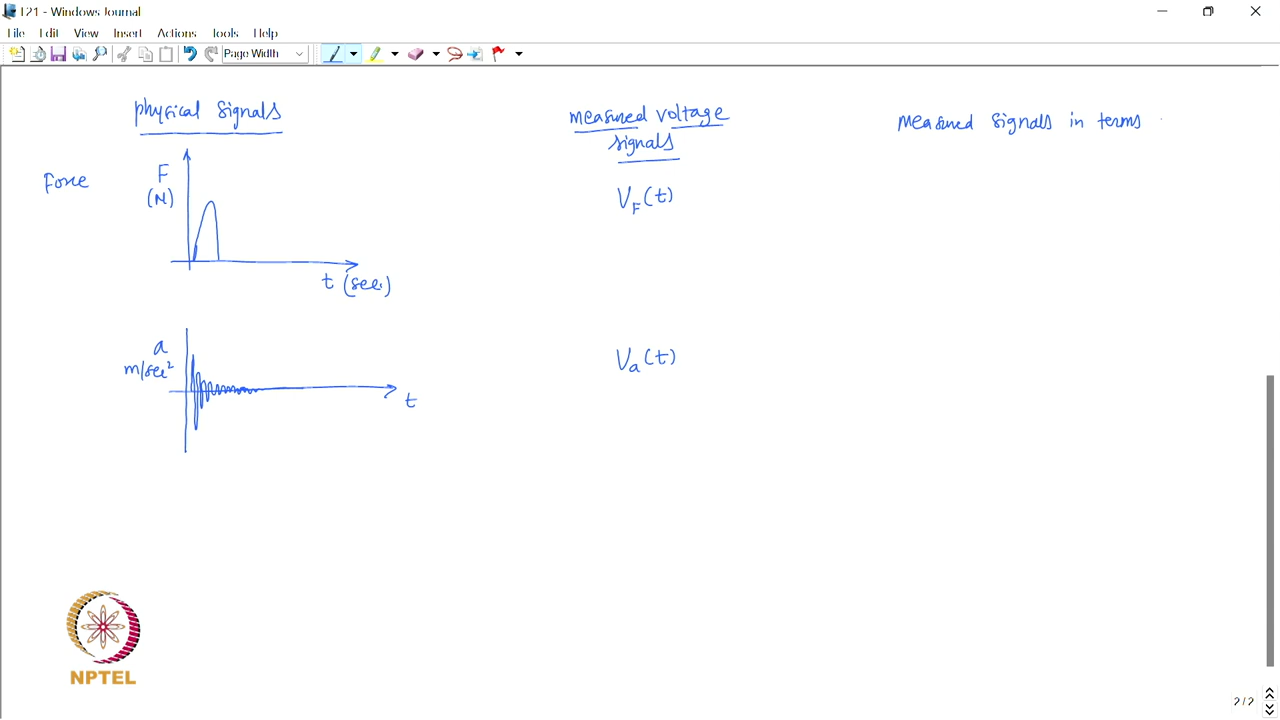 L21 - Windows Journal
File Edit View Insert Actions Tools Help
Page Width
physical signals
measured voltage
signals
measured signals in terms
Force
F
(N)
V_F(t)
t (sec)
a
m/sec²
V_a(t)
t
NPTEL
2/2